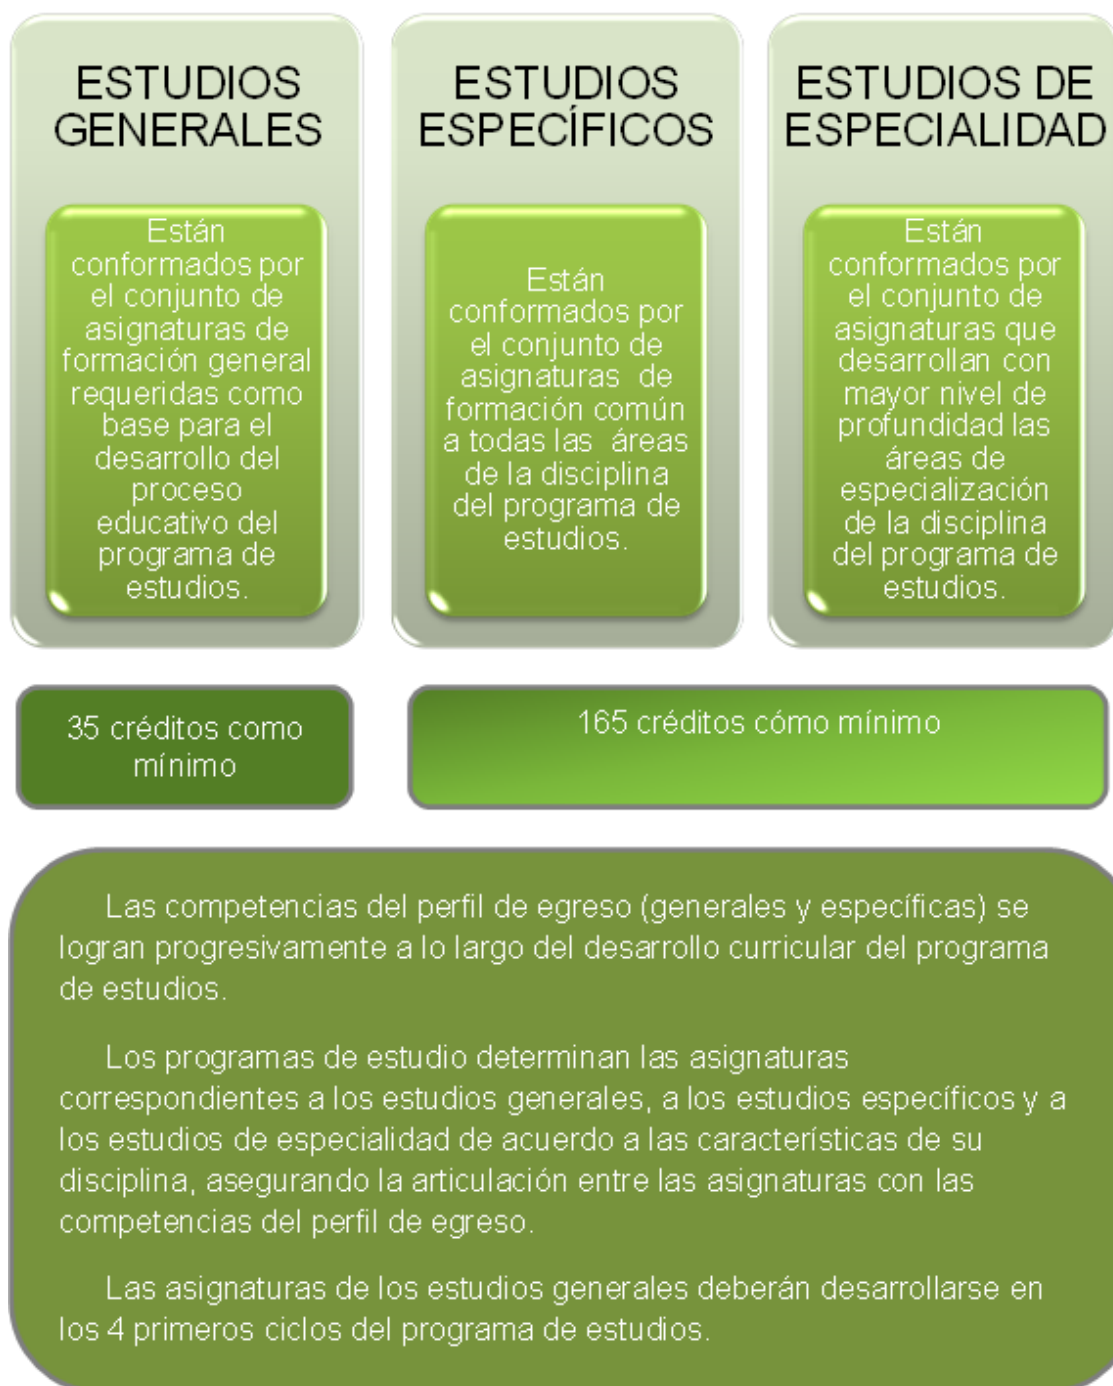 ESTUDIOS
GENERALES
Están
conformados por
el conjunto de
asignaturas de
formación general
requeridas como
base para el
desarrollo del
proceso
educativo del
programa de
estudios.
ESTUDIOS
ESPECÍFICOS
Están
conformados por
el conjunto de
asignaturas de
formación común
a todas las áreas
de la disciplina
del programa de
estudios.
ESTUDIOS DE
ESPECIALIDAD
Están
conformados por
el conjunto de
asignaturas que
desarrollan con
mayor nivel de
profundidad las
áreas de
especialización
de la disciplina
del programa de
estudios.
35 créditos como
mínimo
165 créditos cómo mínimo
Las competencias del perfil de egreso (generales y específicas) se
logran progresivamente a lo largo del desarrollo curricular del programa
de estudios.
Los programas de estudio determinan las asignaturas
correspondientes a los estudios generales, a los estudios específicos y a
los estudios de especialidad de acuerdo a las características de su
disciplina, asegurando la articulación entre las asignaturas con las
competencias del perfil de egreso.
Las asignaturas de los estudios generales deberán desarrollarse en
los 4 primeros ciclos del programa de estudios.